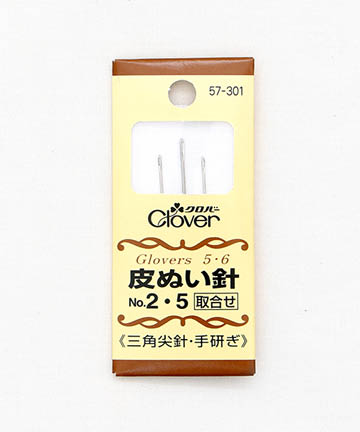 57-301
クロバー
Clover
Glovers 5・6
皮ぬい針
No.2・5 取合せ
《三角尖針・手研ぎ》